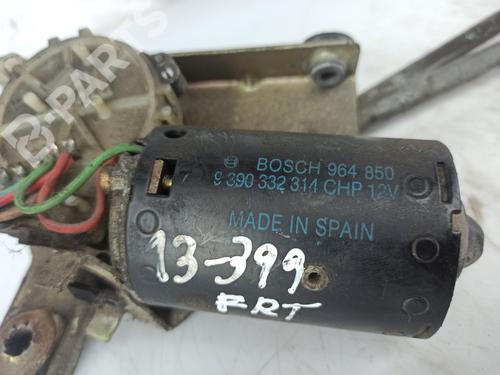 B-PARTS
BOSCH 964 850
9 390 332 314 CHP 12V
MADE IN SPAIN
13-399
FRT